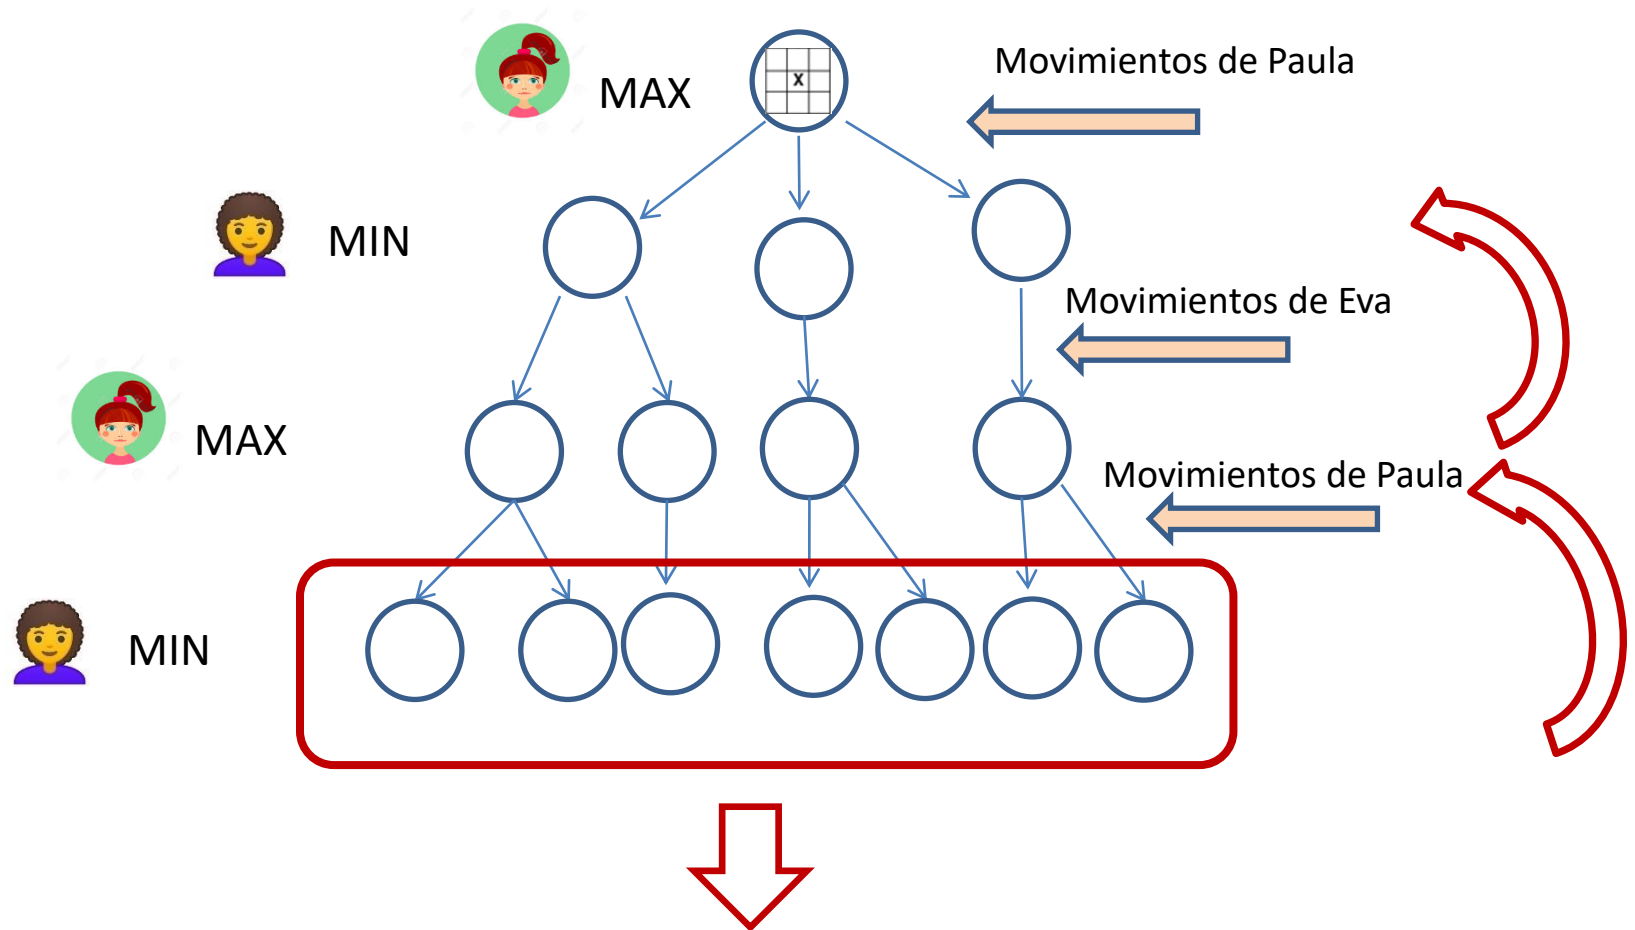 Movimientos de Paula
MAX
X
MIN
Movimientos de Eva
MAX
Movimientos de Paula
MIN